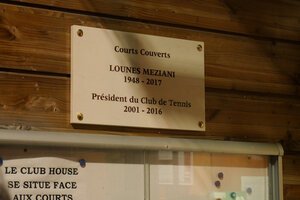 Courts Couverts
LOUNES MEZIANI
1948 - 2017
Président du Club de Tennis
2001 - 2016
LE CLUB HOUSE
SE SITUE FACE
AUX COURTS